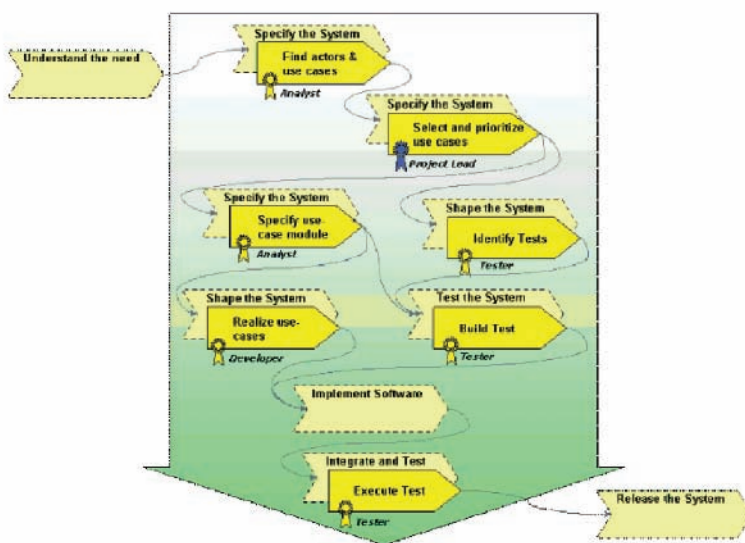 Understand the need
Specify the System
Find actors &
use cases
Analyst
Specify the System
Select and prioritize
use cases
Project Lead
Specify the System
Specify use-
case module
Analyst
Shape the System
Identify Tests
Tester
Shape the System
Realize use-
cases
Developer
Test the System
Build Test
Tester
Implement Software
Integrate and Test
Execute Test
Tester
Release the System